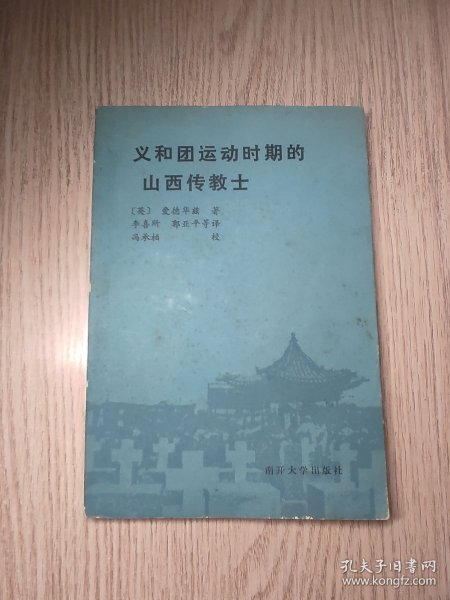 义和团运动时期的
山西传教士
〔英〕 爱德华兹 著
李喜所 郭亚平等译
冯承柏 校
南开大学出版社
孔夫子旧书网
www.kongfz.com